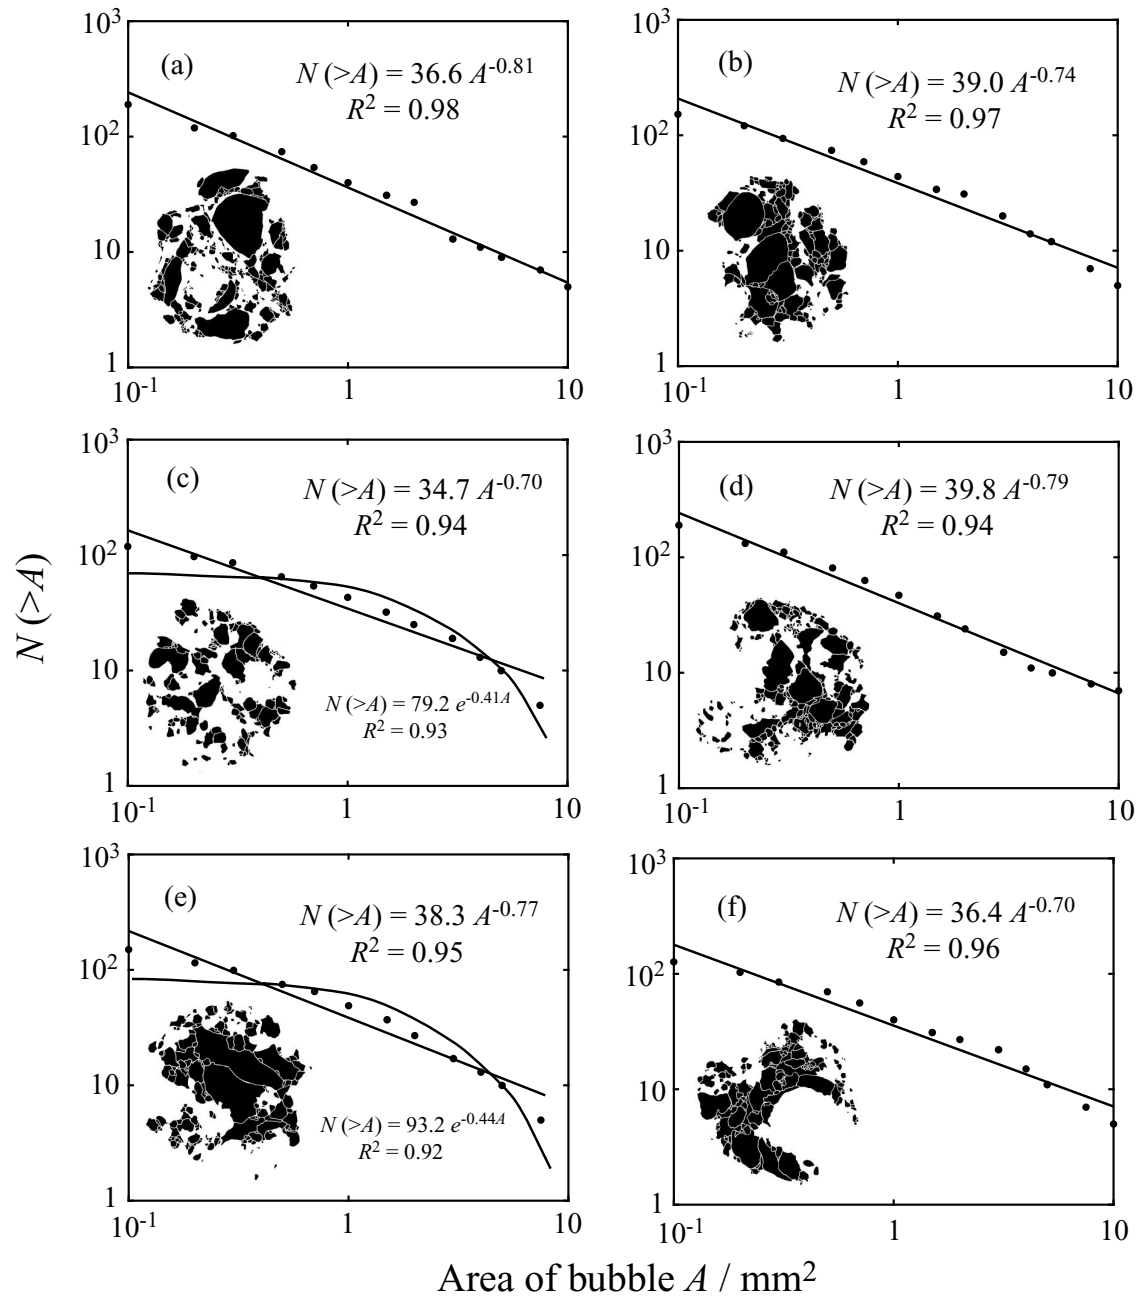 (a)
N (>A) = 36.6 A^-0.81
R^2 = 0.98
10^3
10^2
10
1
10^-1
1
10
(b)
N (>A) = 39.0 A^-0.74
R^2 = 0.97
10^3
10^2
10
1
10^-1
1
10
(c)
N (>A) = 34.7 A^-0.70
R^2 = 0.94
N (>A) = 79.2 e^-0.41A
R^2 = 0.93
10^3
10^2
10
1
10^-1
1
10
(d)
N (>A) = 39.8 A^-0.79
R^2 = 0.94
10^3
10^2
10
1
10^-1
1
10
N (>A)
(e)
N (>A) = 38.3 A^-0.77
R^2 = 0.95
N (>A) = 93.2 e^-0.44A
R^2 = 0.92
10^3
10^2
10
1
10^-1
1
10
(f)
N (>A) = 36.4 A^-0.70
R^2 = 0.96
10^3
10^2
10
1
10^-1
1
10
Area of bubble A / mm^2